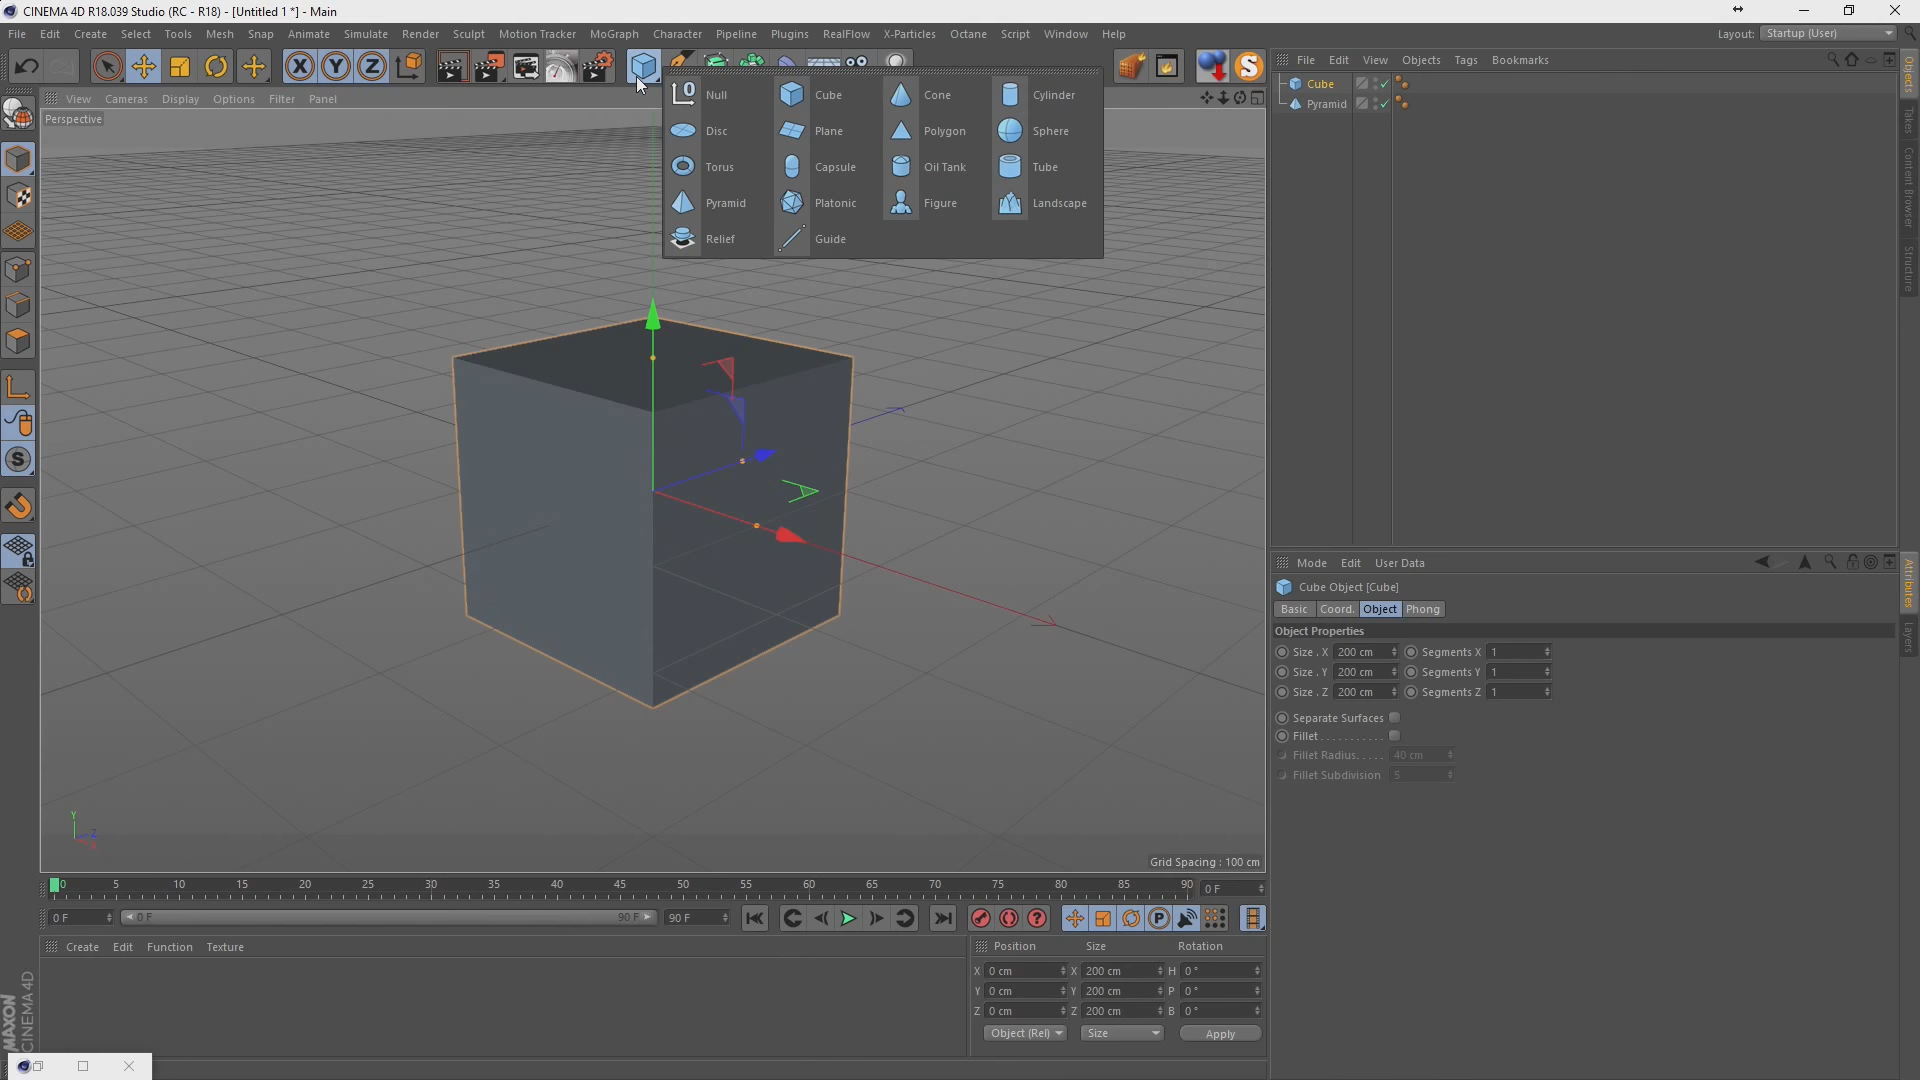 CINEMA 4D R18.039 Studio (RC - R18) - [Untitled 1 *] - Main
File Edit Create Select Tools Mesh Snap Animate Simulate Render Sculpt Motion Tracker MoGraph Character Pipeline Plugins RealFlow X-Particles Octane Script Window Help
Layout: Startup (User)
X Y Z
S
File Edit View Objects Tags Bookmarks
View Cameras Display Options Filter Panel
Perspective
Null Cube Cone Cylinder
Disc Plane Polygon Sphere
Torus Capsule Oil Tank Tube
Pyramid Platonic Figure Landscape
Relief Guide
Cube
Pyramid
Objects
Takes
Content Browser
Structure
S
Mode Edit User Data
Cube Object [Cube]
Basic Coord. Object Phong
Object Properties
Size . X 200 cm Segments X 1
Size . Y 200 cm Segments Y 1
Size . Z 200 cm Segments Z 1
Separate Surfaces
Fillet . . . . . . . . . . .
Fillet Radius. . . . . 40 cm
Fillet Subdivision 5
Attributes
Layers
Y
Z
X
Grid Spacing : 100 cm
0 5 10 15 20 25 30 35 40 45 50 55 60 65 70 75 80 85 90
0 F
0 F 0 F 90 F 90 F
P
Create Edit Function Texture
Position Size Rotation
X 0 cm X 200 cm H 0 °
Y 0 cm Y 200 cm P 0 °
Z 0 cm Z 200 cm B 0 °
Object (Rel) Size Apply
MAXON
CINEMA 4D